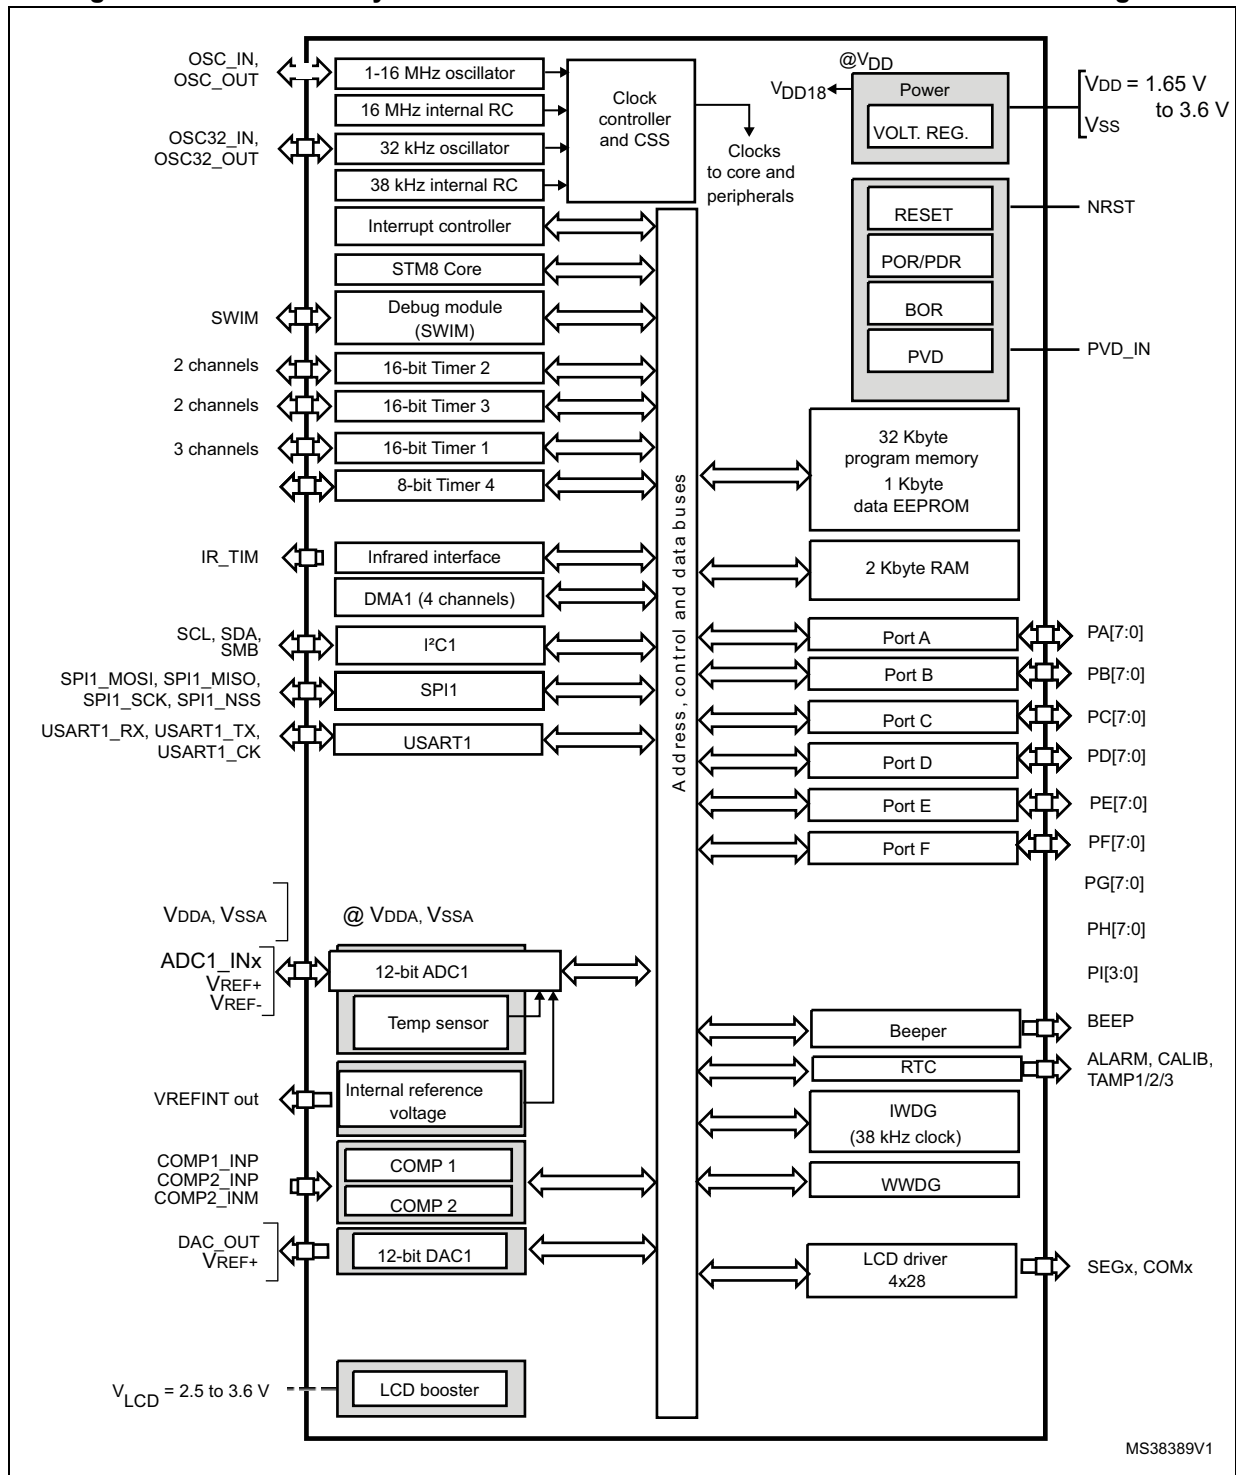 OSC_IN,
OSC_OUT
1-16 MHz oscillator
16 MHz internal RC
OSC32_IN,
OSC32_OUT
32 kHz oscillator
38 kHz internal RC
Clock
controller
and CSS
Clocks
to core and
peripherals
@VDD
VDD18
Power
VOLT. REG.
VDD = 1.65 V
to 3.6 V
VSS
RESET
NRST
POR/PDR
BOR
PVD
PVD_IN
Interrupt controller
STM8 Core
SWIM
Debug module
(SWIM)
2 channels
16-bit Timer 2
2 channels
16-bit Timer 3
3 channels
16-bit Timer 1
8-bit Timer 4
IR_TIM
Infrared interface
DMA1 (4 channels)
SCL, SDA,
SMB
I²C1
SPI1_MOSI, SPI1_MISO,
SPI1_SCK, SPI1_NSS
SPI1
USART1_RX, USART1_TX,
USART1_CK
USART1
Address, control and data buses
32 Kbyte
program memory
1 Kbyte
data EEPROM
2 Kbyte RAM
Port A
PA[7:0]
Port B
PB[7:0]
Port C
PC[7:0]
Port D
PD[7:0]
Port E
PE[7:0]
Port F
PF[7:0]
PG[7:0]
PH[7:0]
PI[3:0]
VDDA, VSSA
@ VDDA, VSSA
ADC1_INx
VREF+
VREF-
12-bit ADC1
Temp sensor
VREFINT out
Internal reference
voltage
COMP1_INP
COMP2_INP
COMP2_INM
COMP 1
COMP 2
DAC_OUT
VREF+
12-bit DAC1
Beeper
BEEP
RTC
ALARM, CALIB,
TAMP1/2/3
IWDG
(38 kHz clock)
WWDG
LCD driver
4x28
SEGx, COMx
VLCD = 2.5 to 3.6 V
LCD booster
MS38389V1